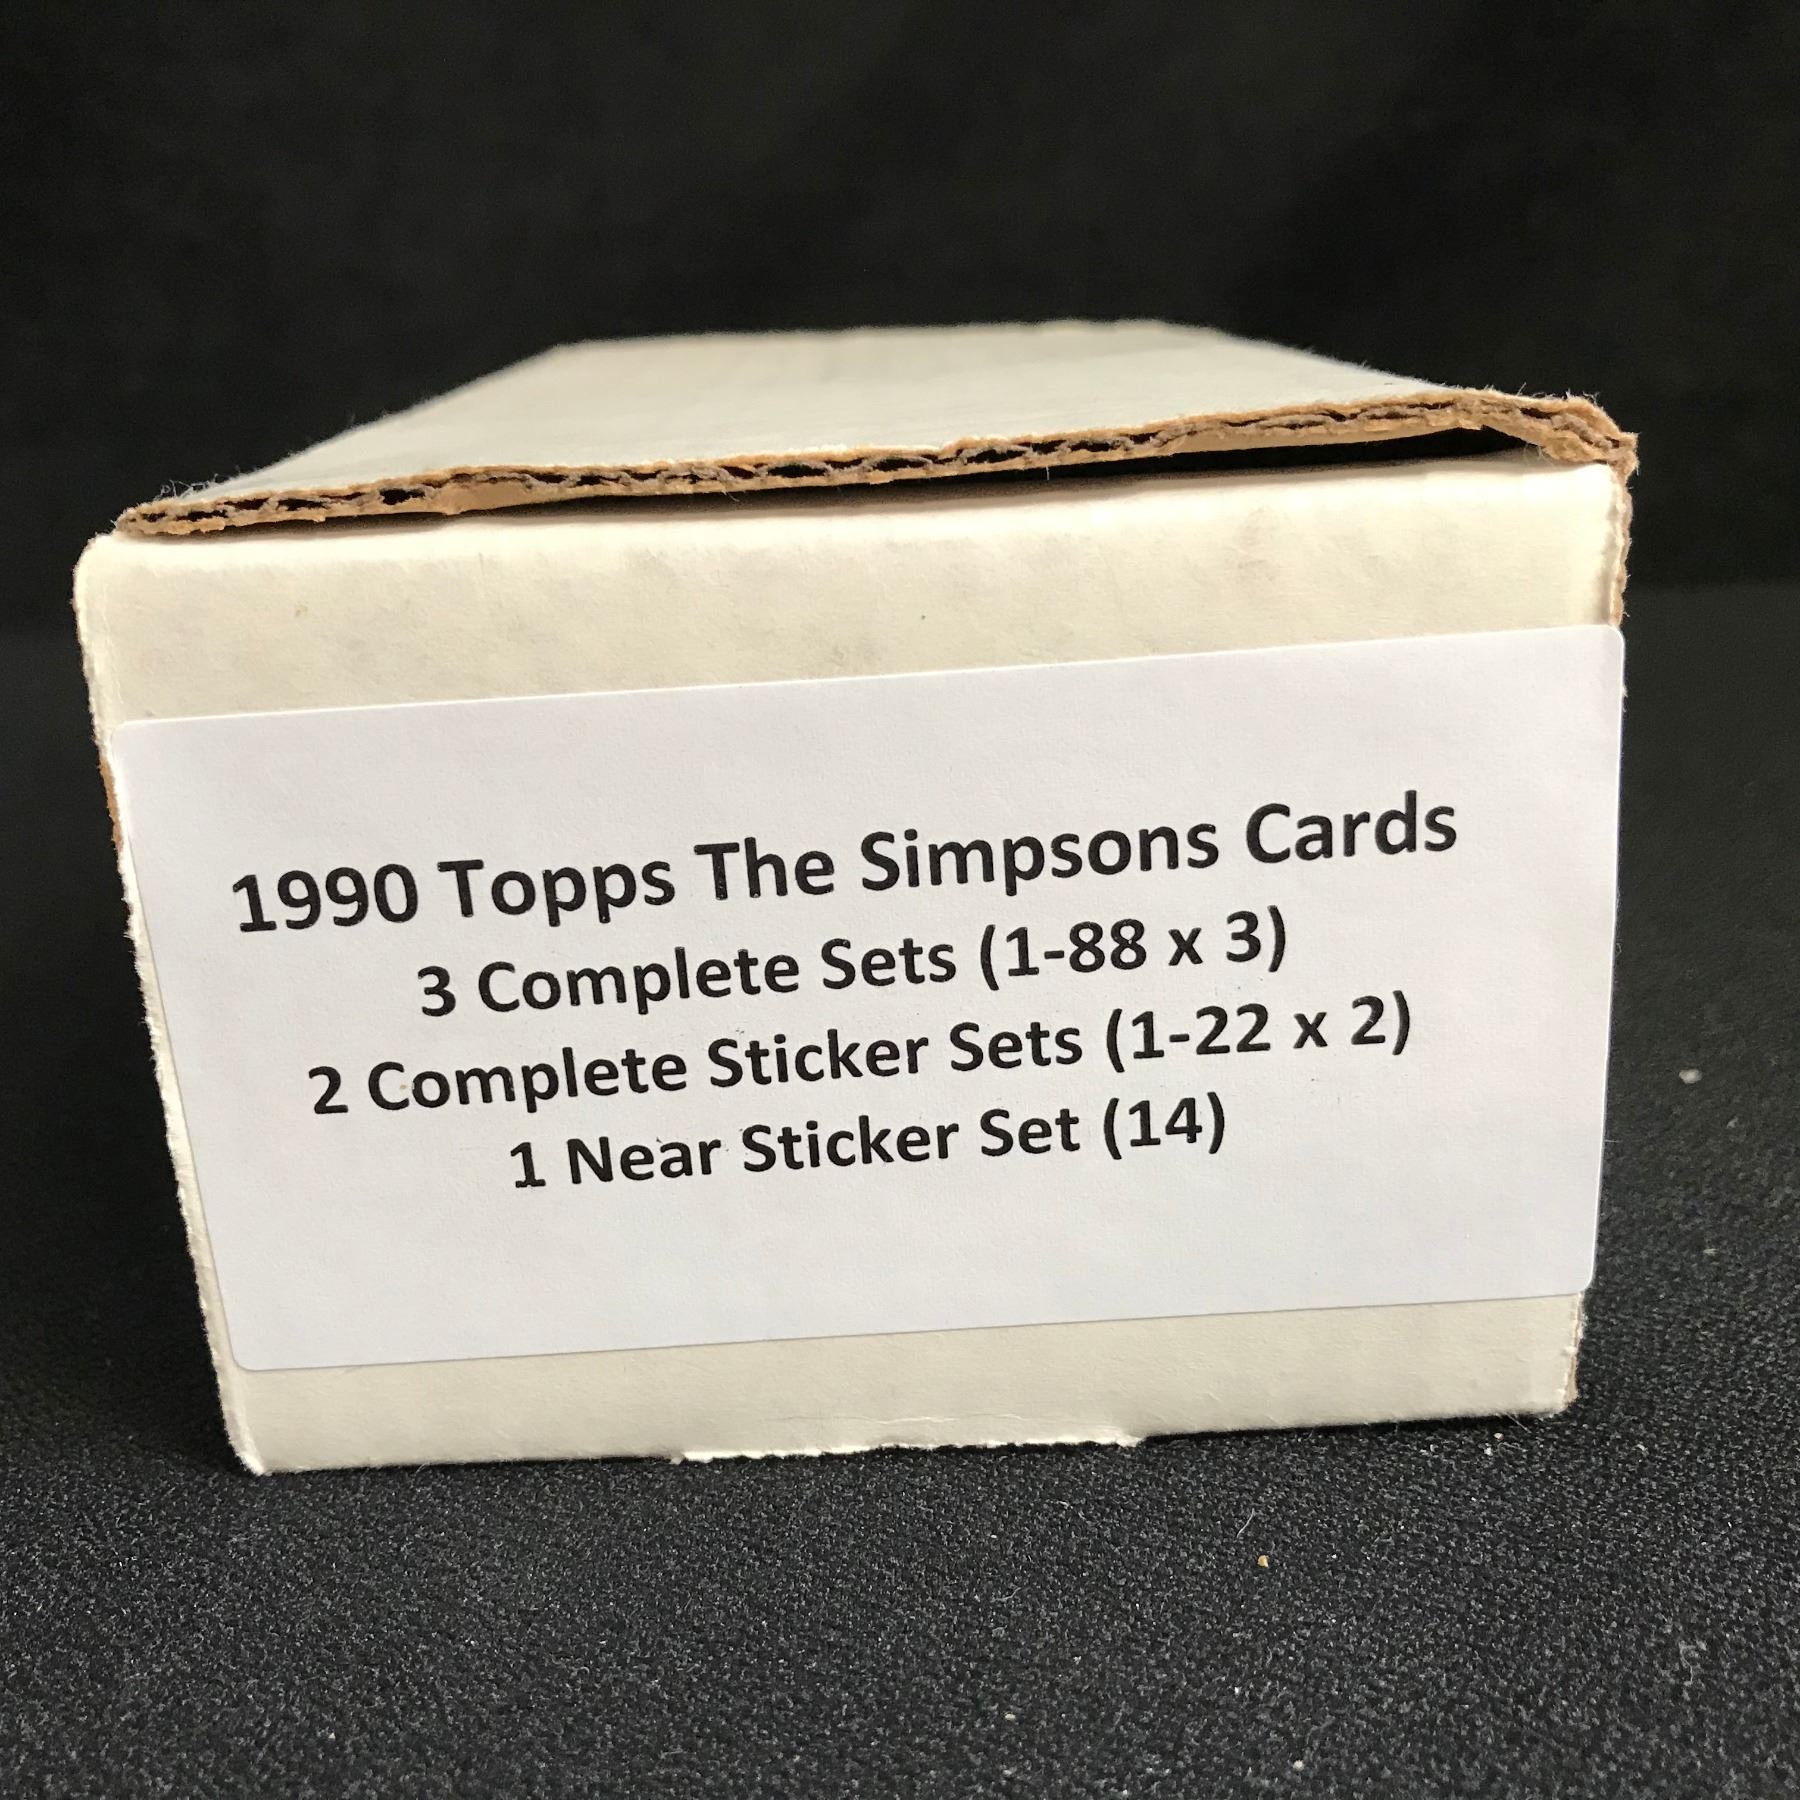 1990 Topps The Simpsons Cards
3 Complete Sets (1-88 x 3)
2 Complete Sticker Sets (1-22 x 2)
1 Near Sticker Set (14)